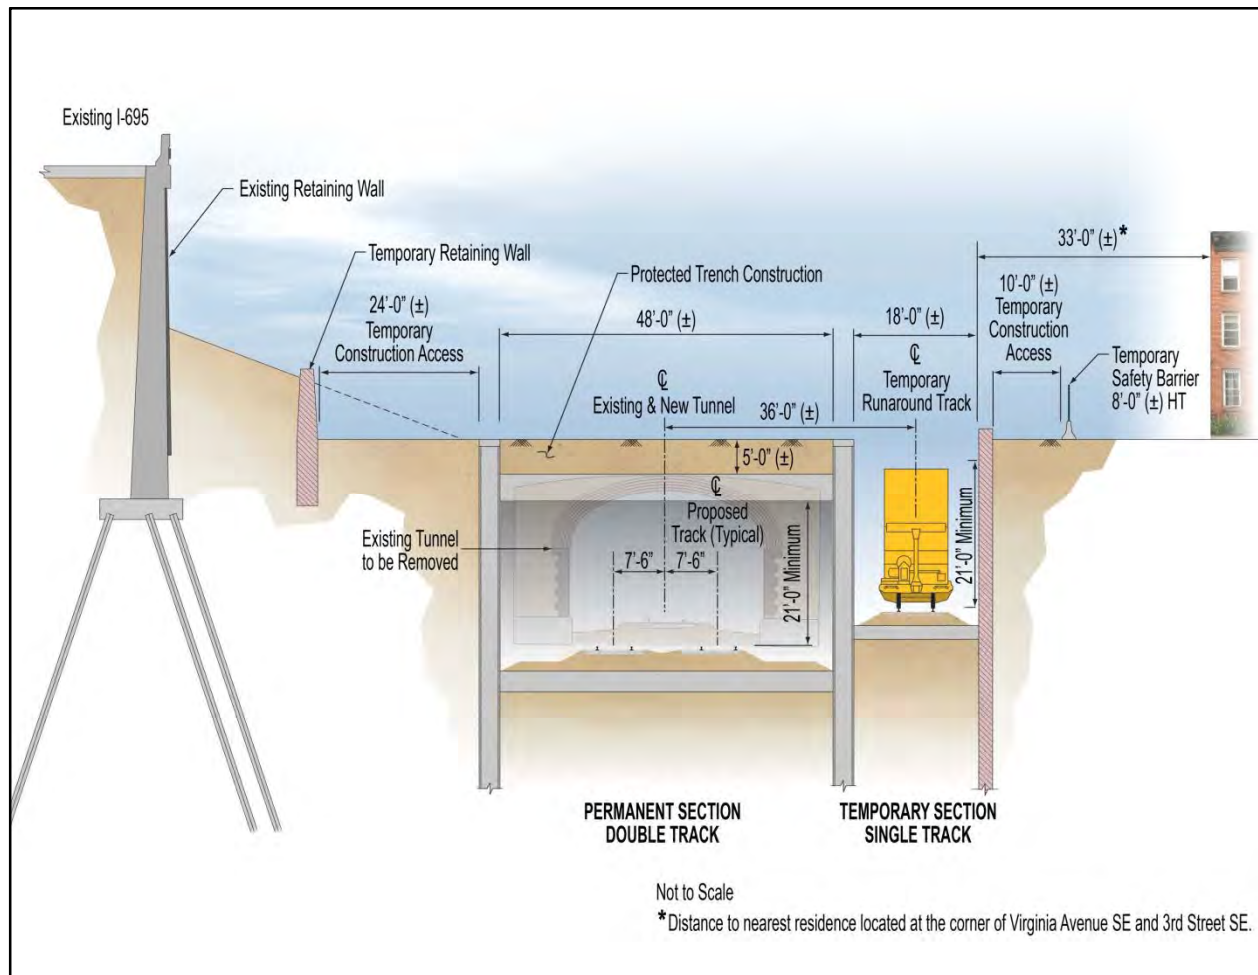 Existing I-695
Existing Retaining Wall
Temporary Retaining Wall
24'-0" (±)
Temporary
Construction Access
Protected Trench Construction
48'-0" (±)
℄
Existing & New Tunnel
36'-0" (±)
18'-0" (±)
℄
Temporary
Runaround Track
33'-0" (±)*
10'-0" (±)
Temporary
Construction
Access
Temporary
Safety Barrier
8'-0" (±) HT
5'-0" (±)
℄
Proposed
Track (Typical)
Existing Tunnel
to be Removed
7'-6"
7'-6"
21'-0" Minimum
21'-0" Minimum
PERMANENT SECTION
DOUBLE TRACK
TEMPORARY SECTION
SINGLE TRACK
Not to Scale
*Distance to nearest residence located at the corner of Virginia Avenue SE and 3rd Street SE.